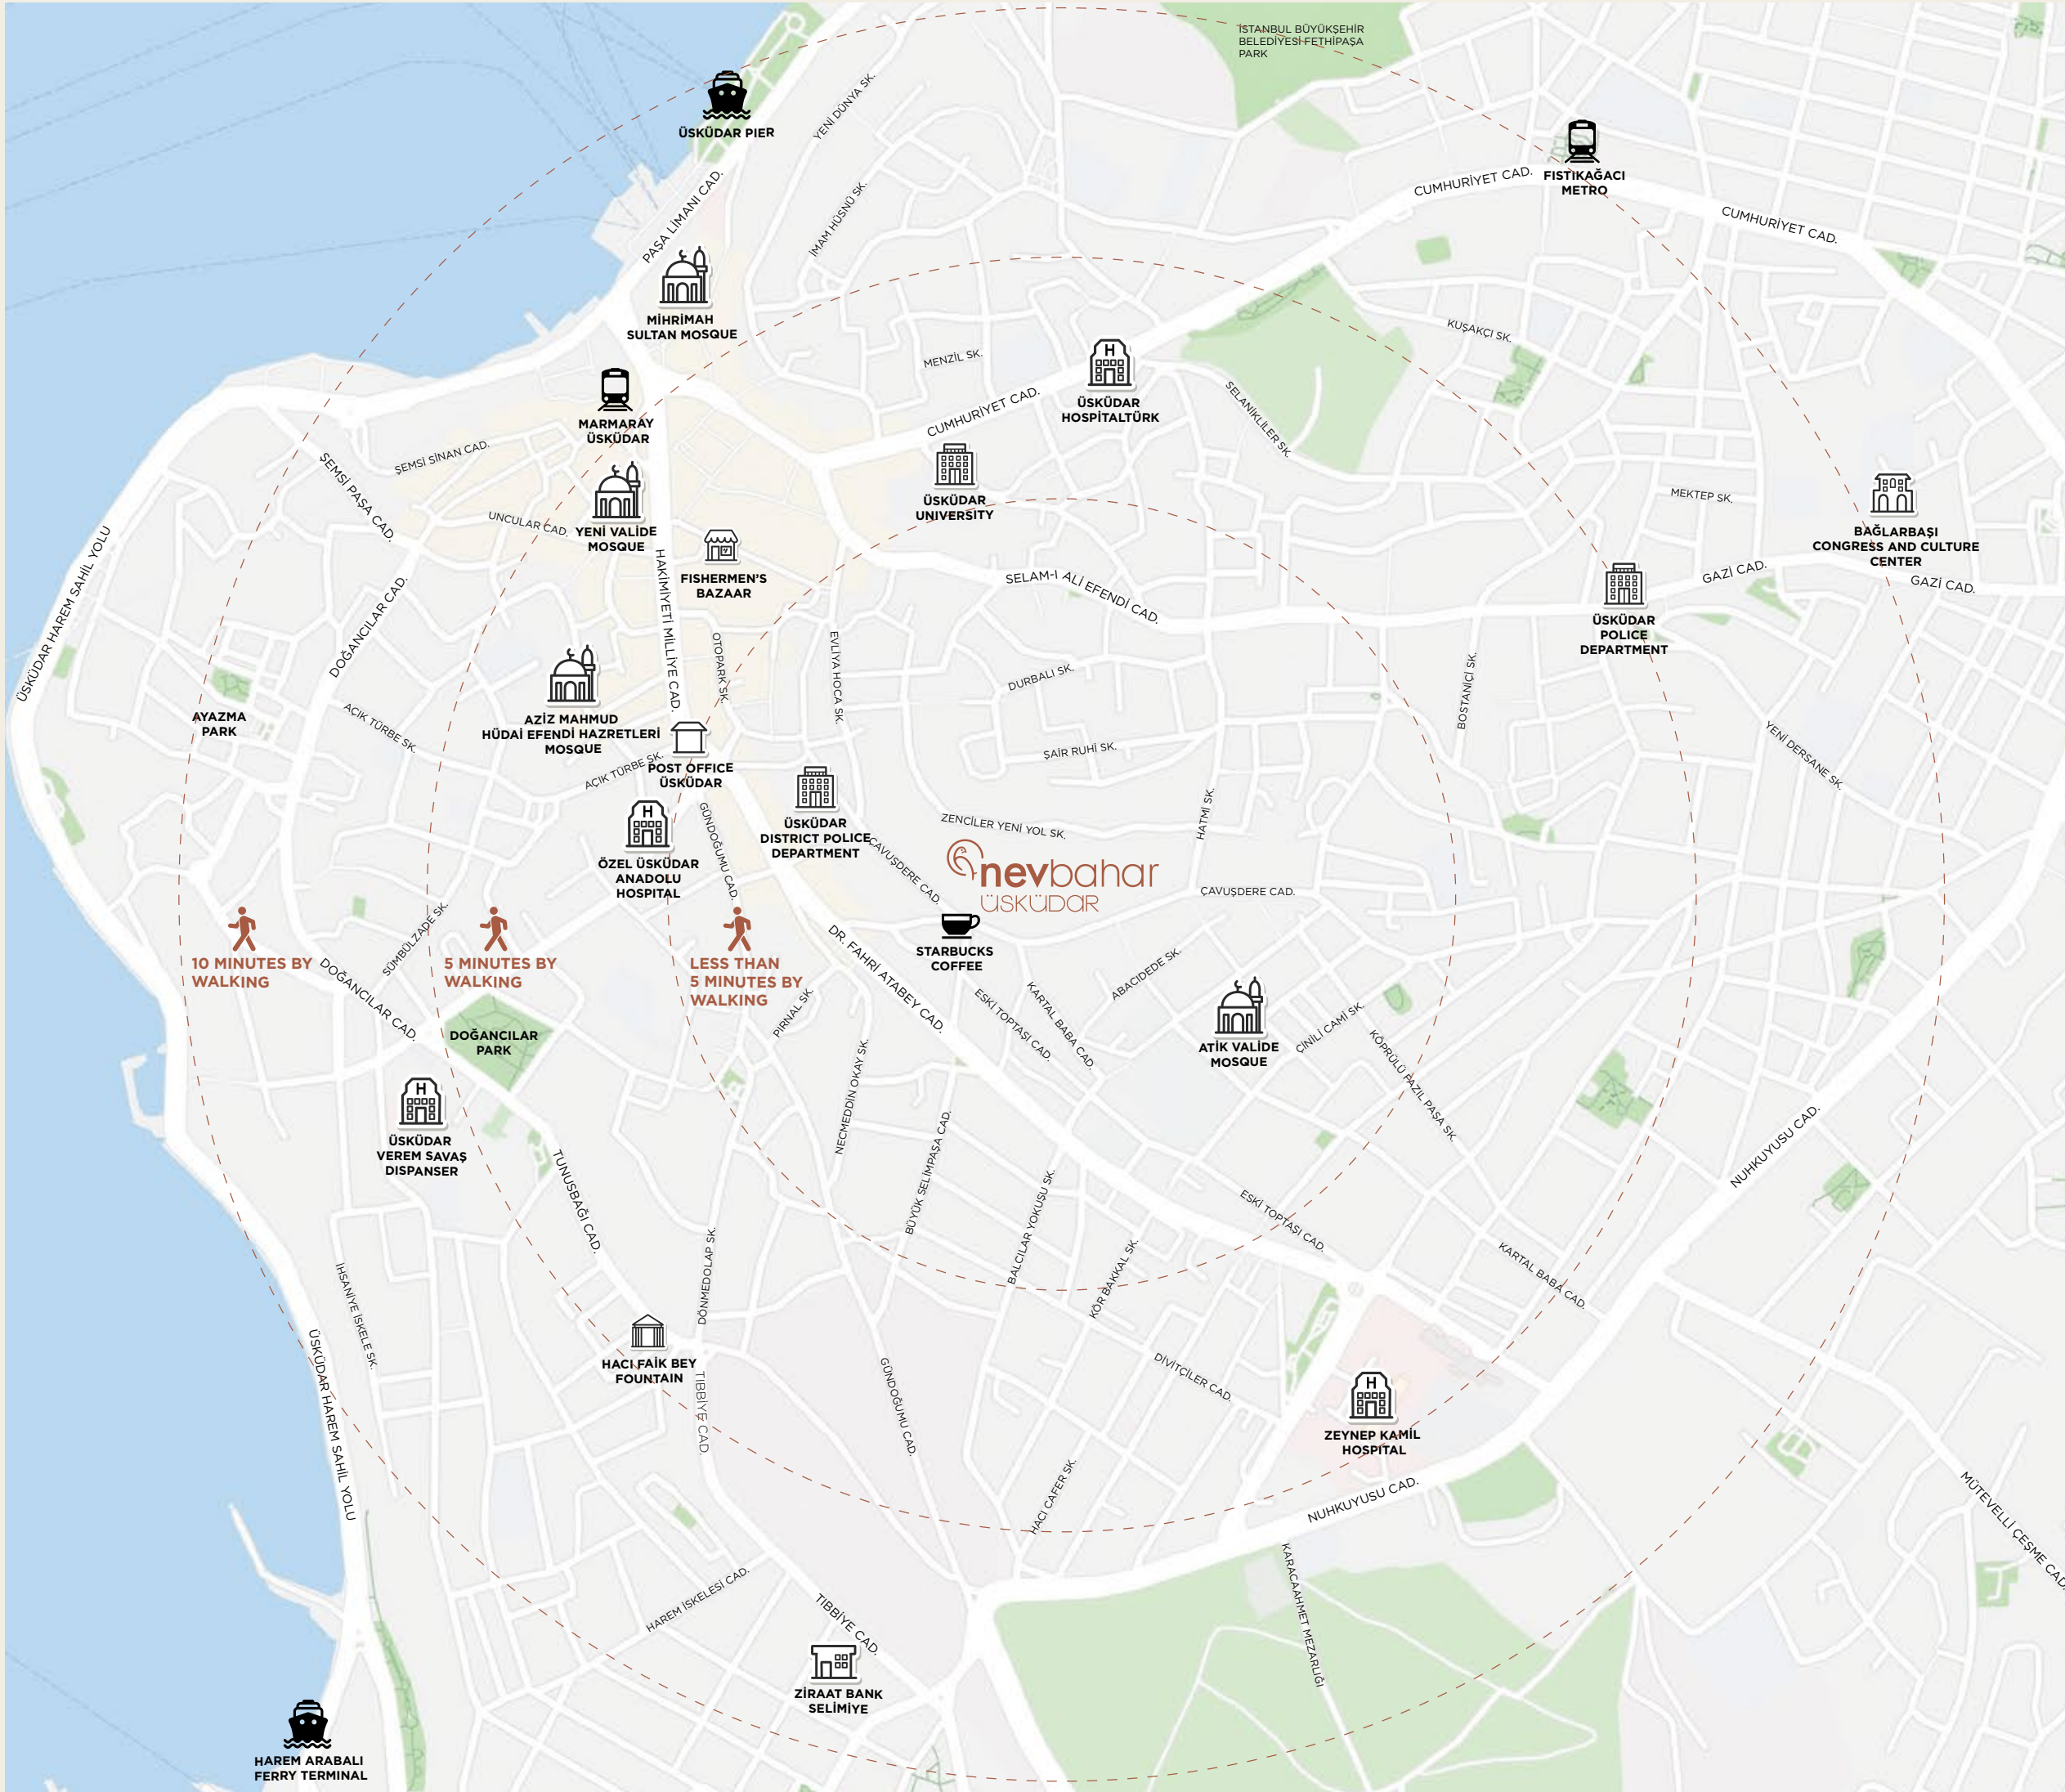 İSTANBUL BÜYÜKŞEHİR
BELEDİYESİ FETHİPAŞA
PARK
YENİ DÜNYA SK.
ÜSKÜDAR PIER
CUMHURİYET CAD.
FISTIKAĞACI
METRO
PAŞA LİMANI CAD.
İMAM HÜSNÜ SK.
CUMHURİYET CAD.
MİHRİMAH
SULTAN MOSQUE
KUŞAKÇI SK.
MENZİL SK.
H
ÜSKÜDAR
HOSPİTALTÜRK
SELANİKLİLER SK.
CUMHURİYET CAD.
MARMARAY
ÜSKÜDAR
ŞEMSİ SİNAN CAD.
ŞEMSİ PAŞA CAD.
ÜSKÜDAR
UNIVERSITY
MEKTEP SK.
UNCULAR CAD.
YENİ VALİDE
MOSQUE
BAĞLARBAŞI
CONGRESS AND CULTURE
CENTER
FISHERMEN'S
BAZAAR
HAKİMİYETİ MİLLİYE CAD.
SELAM-I ALİ EFENDİ CAD.
GAZİ CAD.
GAZİ CAD.
ÜSKÜDAR HAREM SAHİL YOLU
DOĞANCILAR CAD.
ÜSKÜDAR
POLICE
DEPARTMENT
OTOPARK SK.
EVLİYA HOCA SK.
DURBALI SK.
BOSTANİÇİ SK.
AYAZMA
PARK
AÇIK TÜRBE SK.
AZİZ MAHMUD
HÜDAİ EFENDİ HAZRETLERİ
MOSQUE
AÇIK TÜRBE SK.
POST OFFICE
ÜSKÜDAR
ŞAİR RUHİ SK.
YENİ DERSANE SK.
H
ÖZEL ÜSKÜDAR
ANADOLU
HOSPITAL
GÜNDOĞUMU CAD.
ÜSKÜDAR
DISTRICT POLICE
DEPARTMENT
ÇAVUŞDERE CAD.
ZENCİLER YENİ YOL SK.
HATMİ SK.
nevbahar
ÜSKÜDAR
ÇAVUŞDERE CAD.
STARBUCKS
COFFEE
10 MINUTES BY
WALKING
SÜMBÜLZADE SK.
5 MINUTES BY
WALKING
LESS THAN
5 MINUTES BY
WALKING
DOĞANCILAR CAD.
DR. FAHRİ ATABEY CAD.
PIRNAL SK.
ESKİ TOPTAŞI CAD.
KARTAL BABA CAD.
ABACIDEDE SK.
ATİK VALİDE
MOSQUE
ÇİNİLİ CAMİ SK.
KÖPRÜLÜ FAZIL PAŞA SK.
DOĞANCILAR
PARK
H
ÜSKÜDAR
VEREM SAVAŞ
DISPANSER
NECMEDDİN OKAY SK.
BÜYÜK SELİMPAŞA CAD.
TUNUSBAĞI CAD.
BALCILAR YOKUŞU SK.
NUHKUYUSU CAD.
ESKİ TOPTAŞI CAD.
KARTAL BABA CAD.
DÖNMEDOLAP SK.
KÖR BAKKAL SK.
İHSANİYE İSKELE SK.
ÜSKÜDAR HAREM SAHİL YOLU
HACI FAİK BEY
FOUNTAIN
TIBBİYE CAD.
GÜNDOĞUMU CAD.
DİVİTÇİLER CAD.
H
ZEYNEP KAMİL
HOSPITAL
HACI CAFER SK.
NUHKUYUSU CAD.
MÜTEVELLİ ÇEŞME CAD.
HAREM İSKELESİ CAD.
TIBBİYE CAD.
KARACAAHMET MEZARLIĞI
ZİRAAT BANK
SELİMİYE
HAREM ARABALI
FERRY TERMINAL